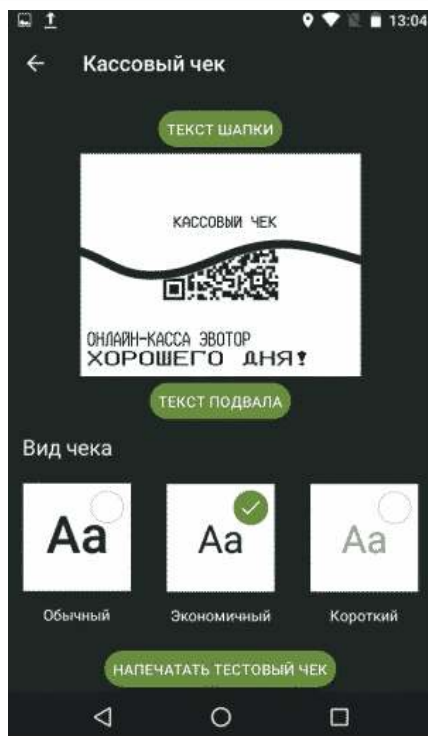 13:04
Кассовый чек
ТЕКСТ ШАПКИ
КАССОВЫЙ ЧЕК
ОНЛАЙН-КАССА ЭВОТОР
ХОРОШЕГО ДНЯ!
ТЕКСТ ПОДВАЛА
Вид чека
Aa Aa Aa
Обычный Экономичный Короткий
НАПЕЧАТАТЬ ТЕСТОВЫЙ ЧЕК